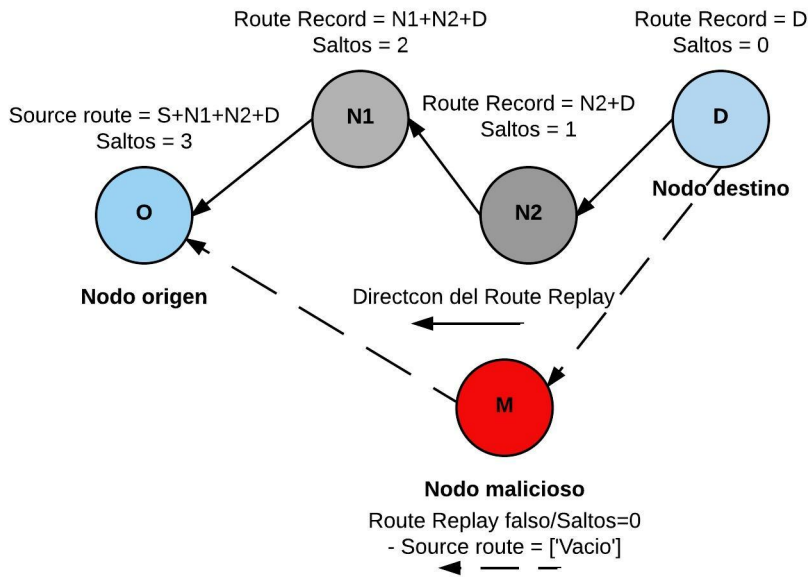 Route Record = N1+N2+D
Saltos = 2
Route Record = D
Saltos = 0
Source route = S+N1+N2+D
Saltos = 3
N1
Route Record = N2+D
Saltos = 1
D
O
N2
Nodo destino
Nodo origen
Directcon del Route Replay
M
Nodo malicioso
Route Replay falso/Saltos=0
- Source route = ['Vacio']